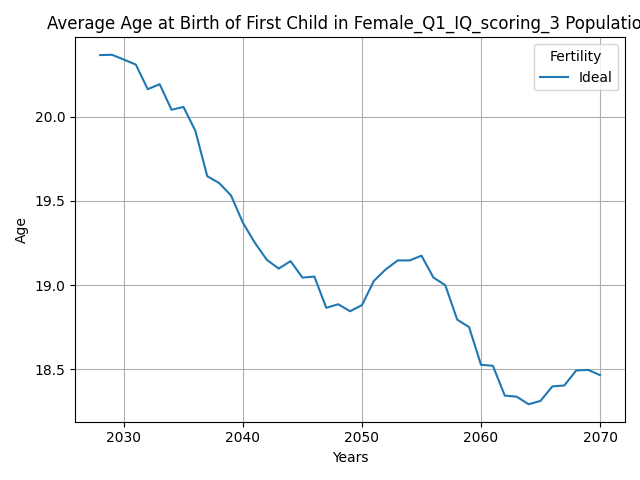 Average Age at Birth of First Child in Female_Q1_IQ_scoring_3 Populatio
Fertility
Ideal
20.0
19.5
19.0
18.5
Age
2030 2040 2050 2060 2070
Years